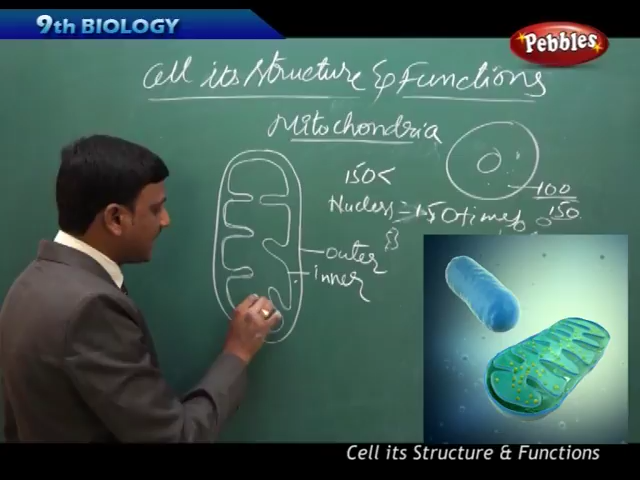 9th BIOLOGY
Pebbles
Cell its Structure & Functions
Mitochondria
150<
Nucleus = 150 times
100
150
outer
inner
Cell its Structure & Functions